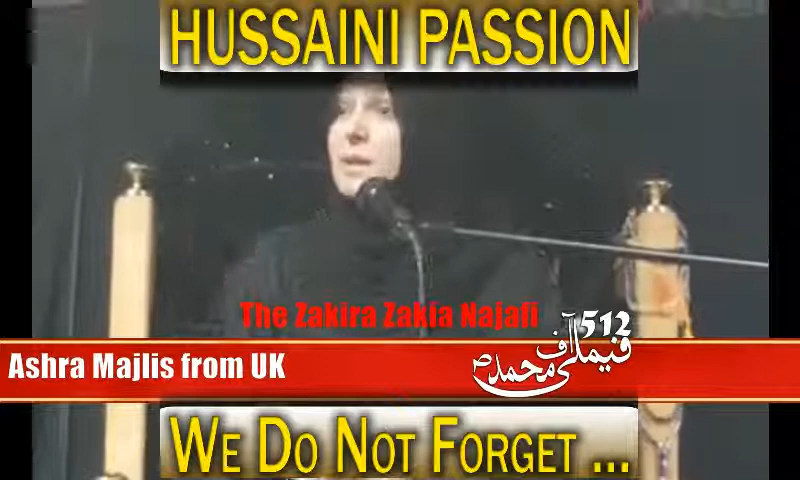 HUSSAINI PASSION
The Zakira Zakia Najafi
512
فیملی آف محمدؐ
Ashra Majlis from UK
WE DO NOT FORGET ...